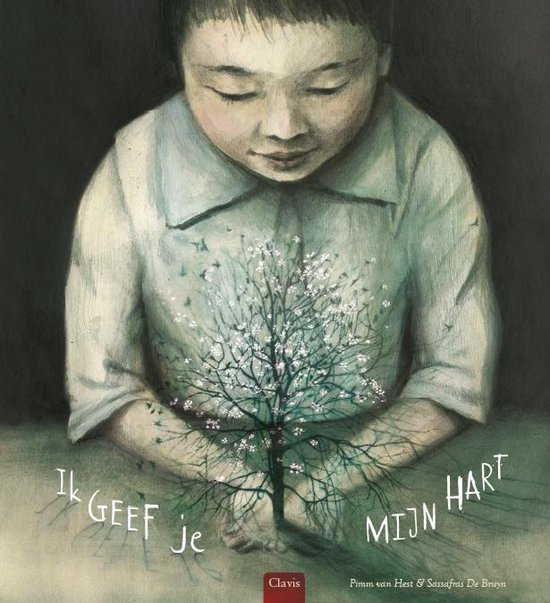 Ik GEEF je
MIJN HART
Clavis
Pimm van Hest & Sassafras De Bruyn